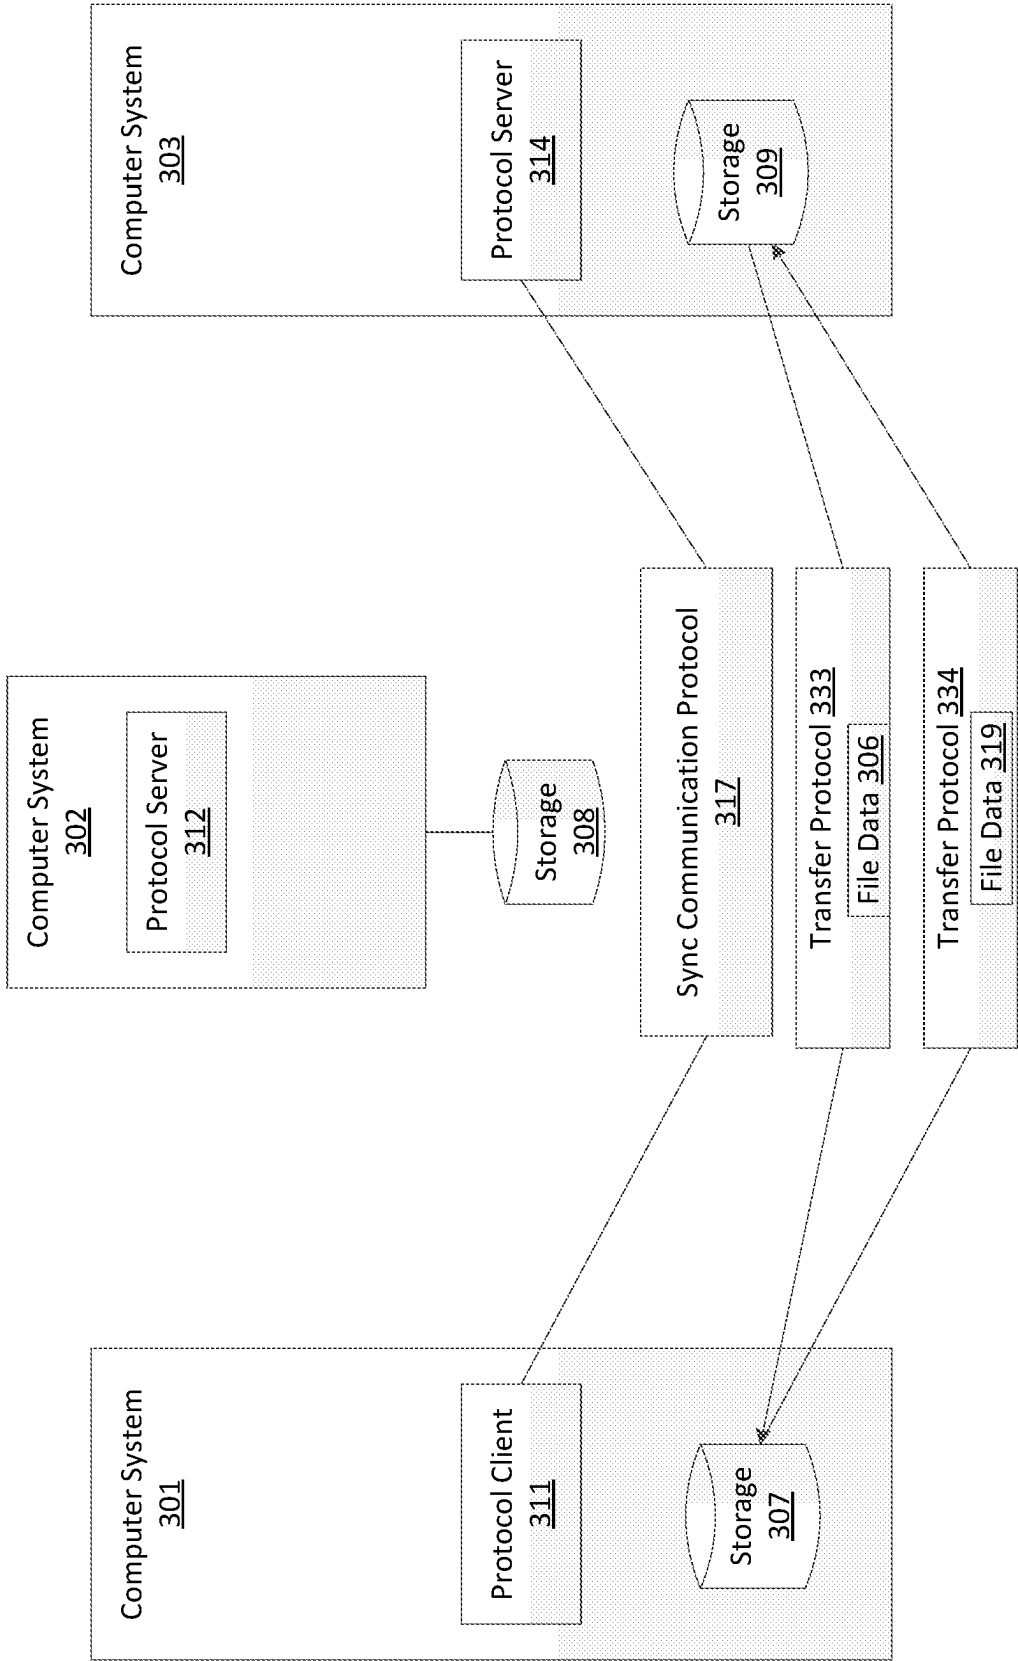 Computer System
301
Protocol Client
311
Storage
307
Computer System
302
Protocol Server
312
Storage
308
Sync Communication Protocol
317
Transfer Protocol 333
File Data 306
Transfer Protocol 334
File Data 319
Computer System
303
Protocol Server
314
Storage
309